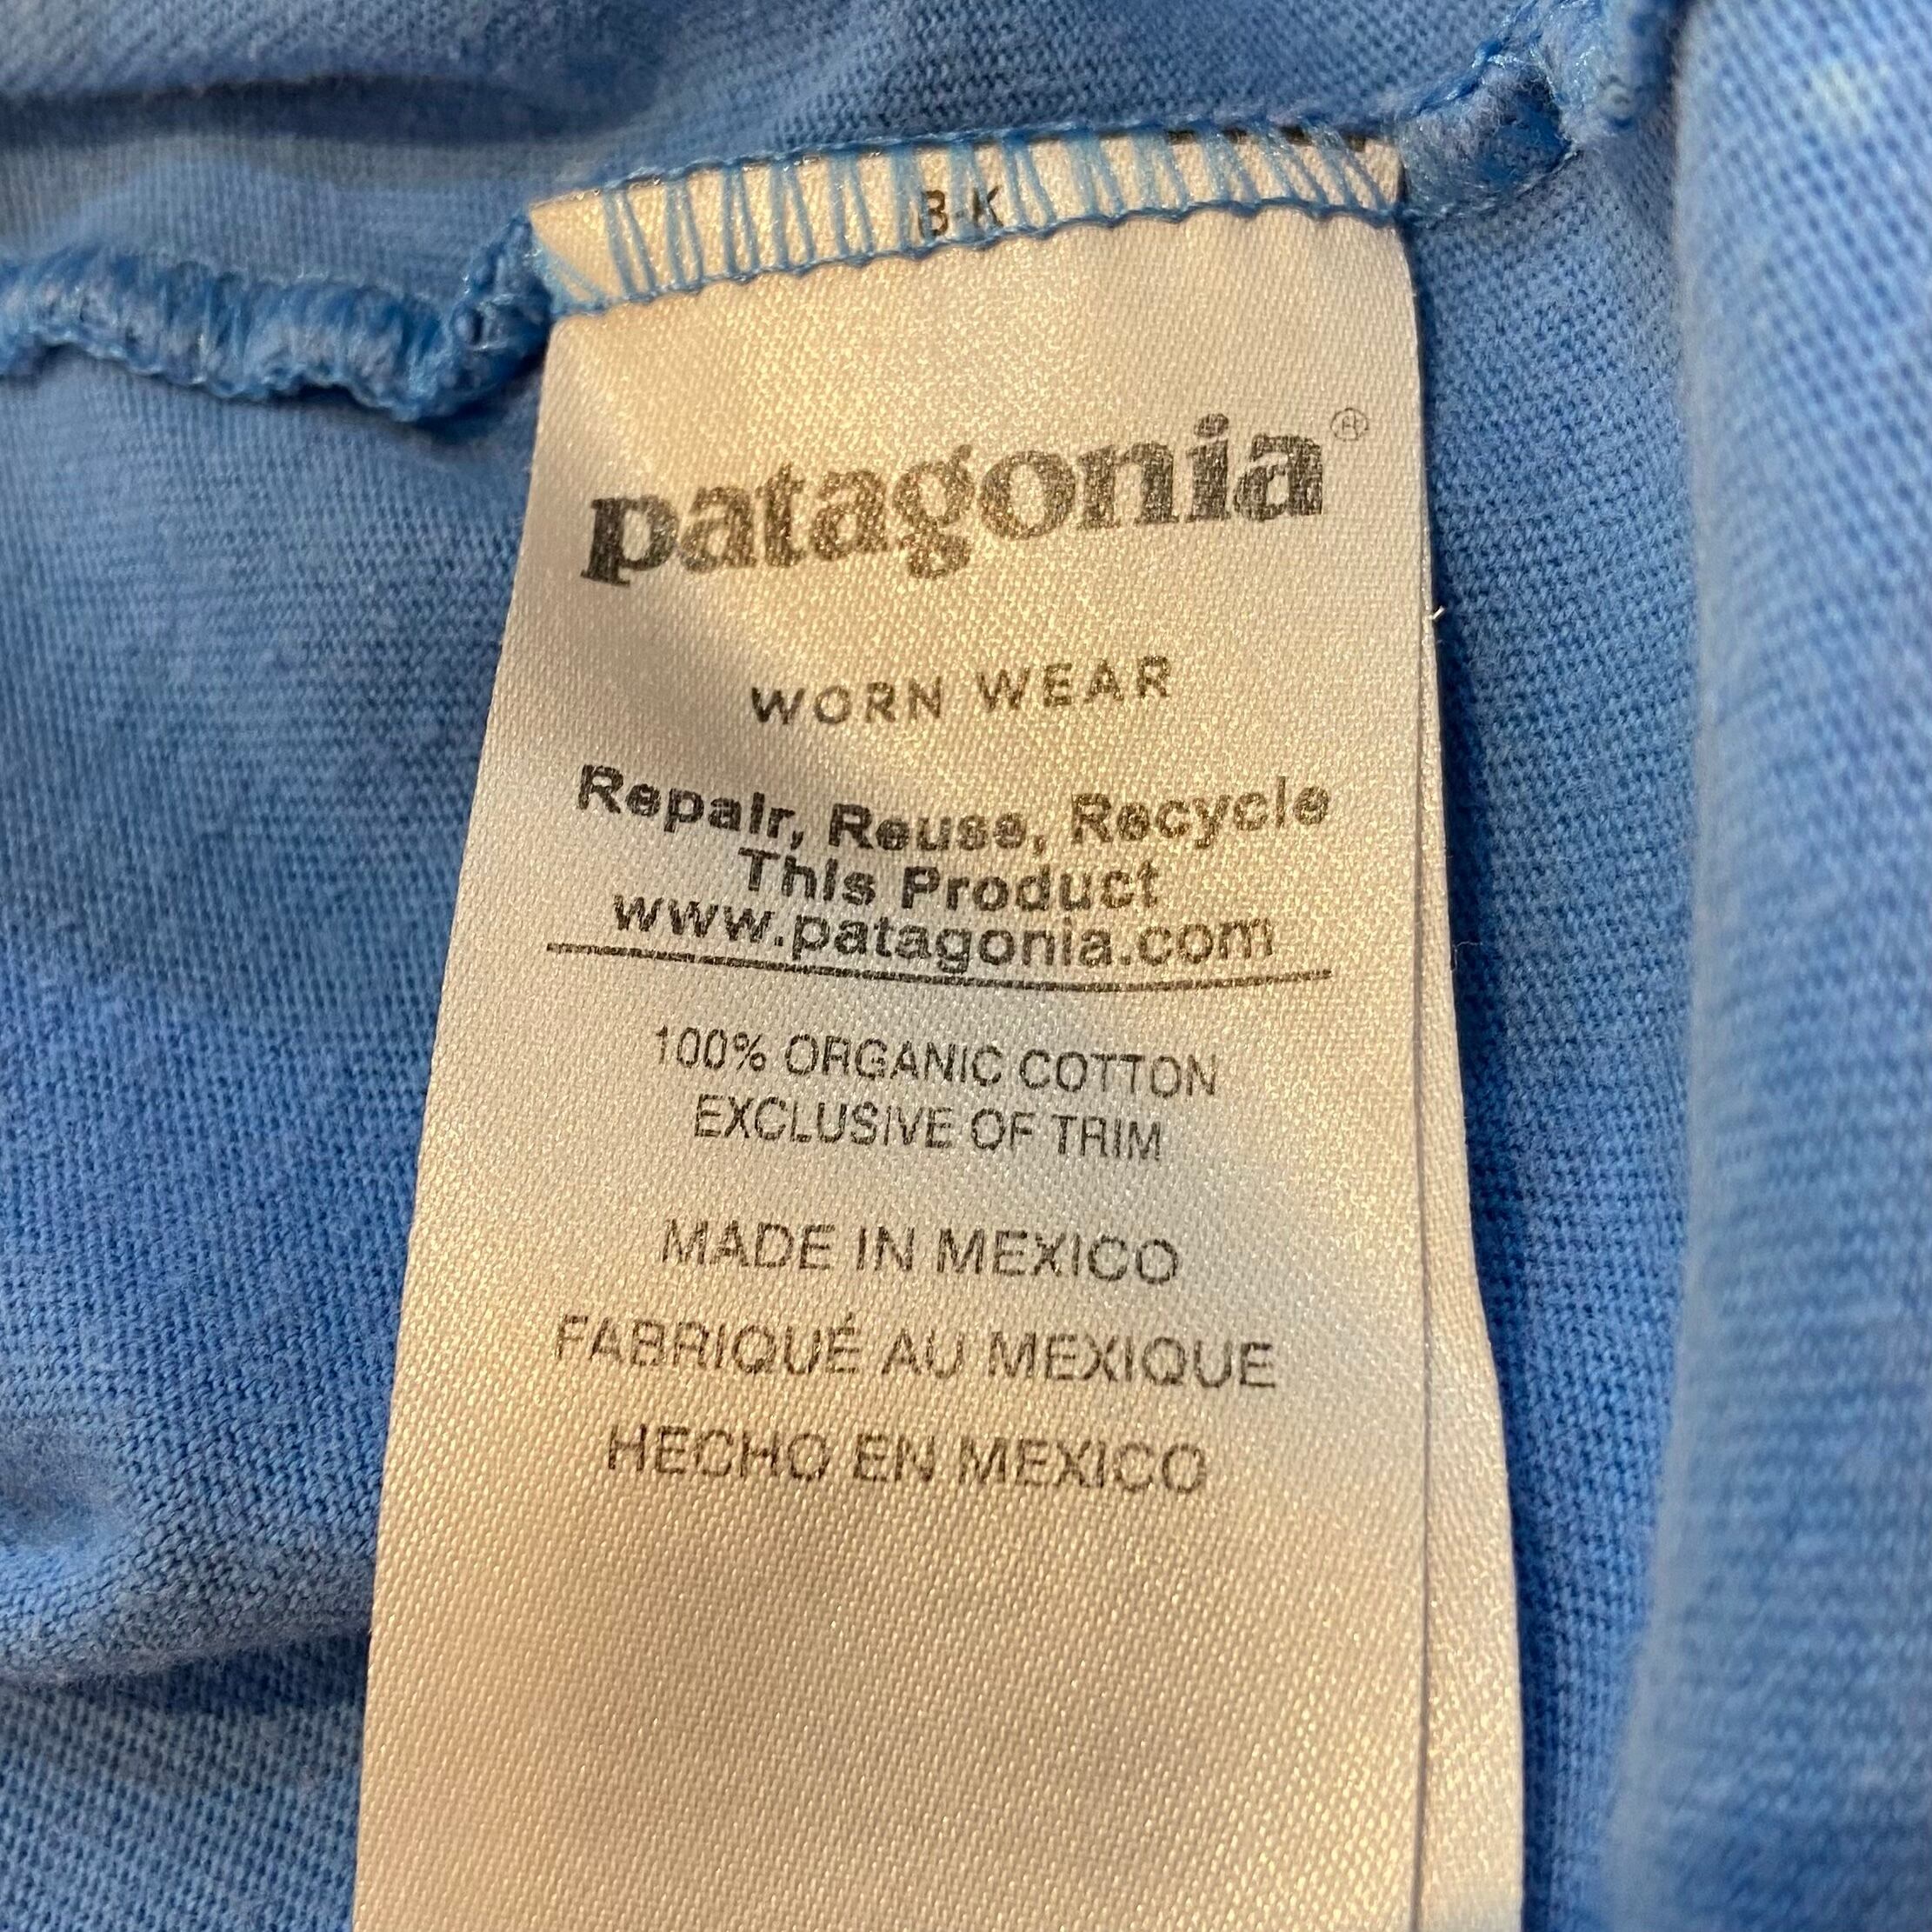 B-K
patagonia®
WORN WEAR
Repair, Reuse, Recycle
This Product
www.patagonia.com
100% ORGANIC COTTON
EXCLUSIVE OF TRIM
MADE IN MEXICO
FABRIQUÉ AU MEXIQUE
HECHO EN MEXICO